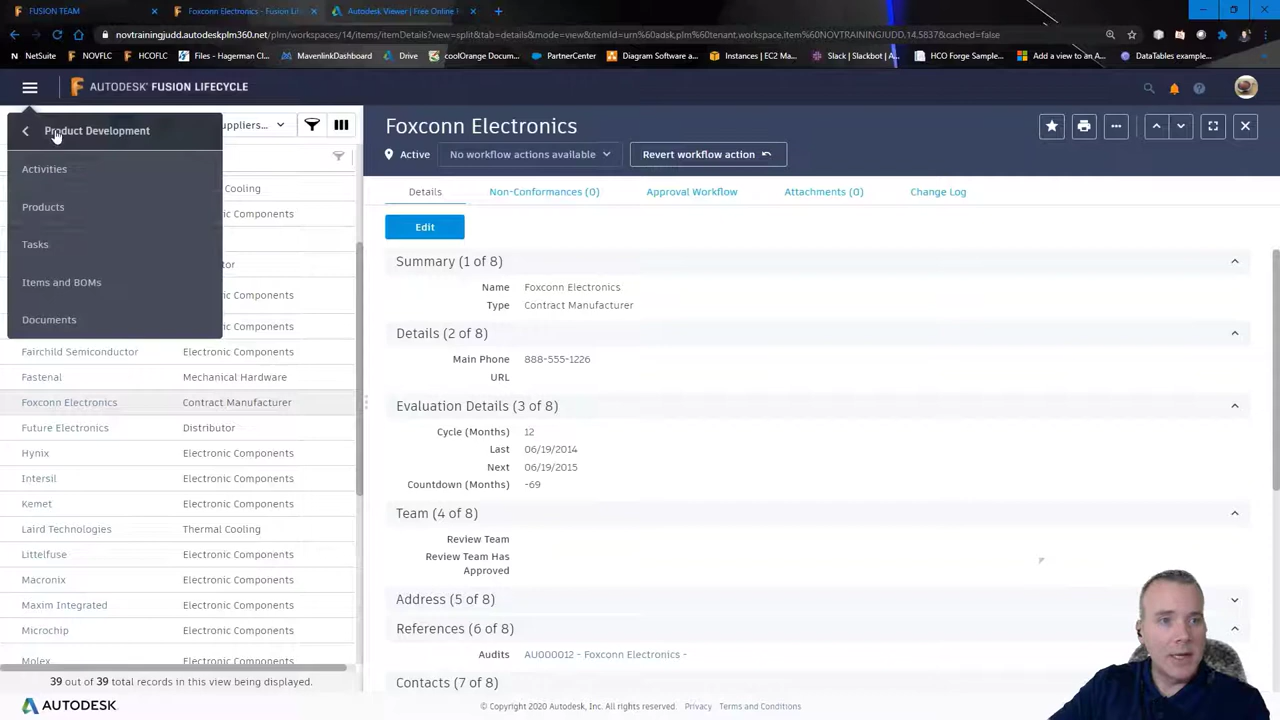 FUSION TEAM
Foxconn Electronics - Fusion Life
Autodesk Viewer | Free Online
novtrainingjudd.autodeskplm360.net/plm/workspaces/14/items/itemDetails?view=split&tab=details&mode=view&itemId=urn%60adsk,plm%60tenant.workspace.item%60NOVTRAININGJUDD.14.5837&cached=false
NetSuite
NOVFLC
HCOFLC
Files - Hagerman Cl...
MavenlinkDashboard
coolOrange Docum...
PartnerCenter
Diagram Software a...
Instances | EC2 Ma...
Slack | Slackbot | A...
HCO Forge Sample...
Add a view to an A...
DataTables example...
AUTODESK® FUSION LIFECYCLE
Product Development
uppliers...
Activities
Products
Tasks
Items and BOMs
Documents
Cooling
ronic Components
utor
ronic Components
ronic Components
Fairchild Semiconductor Electronic Components
Fastenal Mechanical Hardware
Foxconn Electronics Contract Manufacturer
Future Electronics Distributor
Hynix Electronic Components
Intersil Electronic Components
Kemet Electronic Components
Laird Technologies Thermal Cooling
Littelfuse Electronic Components
Macronix Electronic Components
Maxim Integrated Electronic Components
Microchip Electronic Components
Molex Electronic Components
39 out of 39 total records in this view being displayed.
Foxconn Electronics
Active
No workflow actions available
Revert workflow action
Details
Non-Conformances (0)
Approval Workflow
Attachments (0)
Change Log
Edit
Summary (1 of 8)
Name Foxconn Electronics
Type Contract Manufacturer
Details (2 of 8)
Main Phone 888-555-1226
URL
Evaluation Details (3 of 8)
Cycle (Months) 12
Last 06/19/2014
Next 06/19/2015
Countdown (Months) -69
Team (4 of 8)
Review Team
Review Team Has
Approved
Address (5 of 8)
References (6 of 8)
Audits AU000012 - Foxconn Electronics -
Contacts (7 of 8)
AUTODESK.
© Copyright 2020 Autodesk, Inc. All rights reserved. Privacy Terms and Conditions